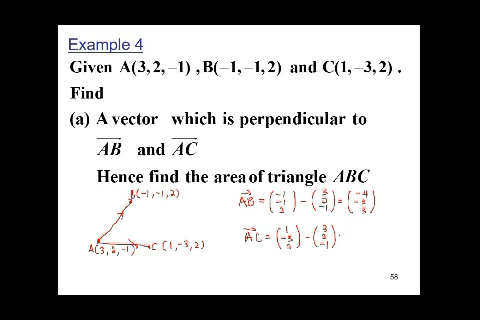 Example 4
Given A(3, 2, −1) , B(−1, −1, 2) and C(1, −3, 2) .
Find
(a) A vector which is perpendicular to
AB and AC
Hence find the area of triangle ABC
B(-1, -1, 2)
AB = (-1 -1 2) - (3 2 -1) = (-4 -3 3)
AC = (1 -3 2) - (3 2 -1)
A(3, 2, -1)
C (1, -3, 2)
58